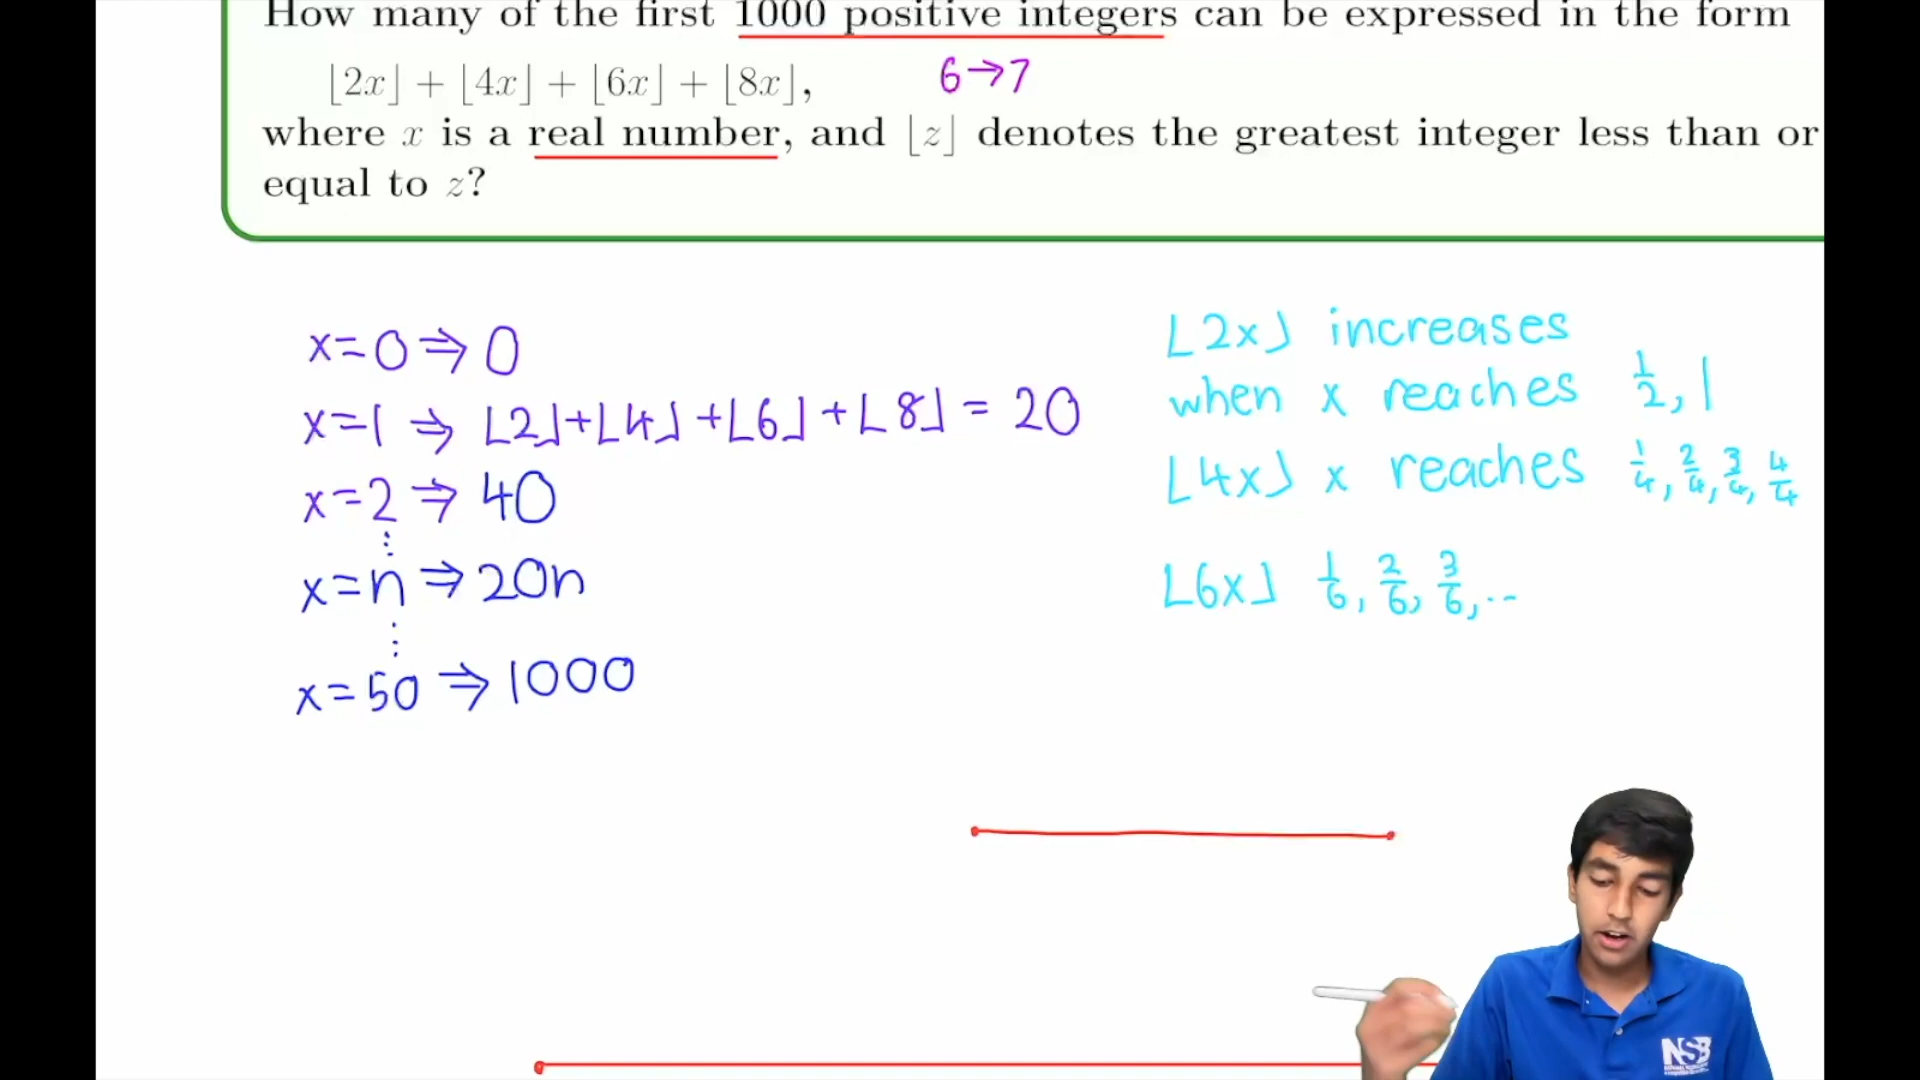 How many of the first 1000 positive integers can be expressed in the form
⌊2x⌋ + ⌊4x⌋ + ⌊6x⌋ + ⌊8x⌋,
6→7
where x is a real number, and ⌊z⌋ denotes the greatest integer less than or
equal to z?
x=0⇒0
x=1 ⇒ ⌊2⌋+⌊4⌋+⌊6⌋+⌊8⌋ = 20
x=2 ⇒ 40
⋮
x=n ⇒ 20n
⋮
x=50 ⇒ 1000
⌊2x⌋ increases
when x reaches 1/2, 1
⌊4x⌋ x reaches 1/4, 2/4, 3/4, 4/4
⌊6x⌋ 1/6, 2/6, 3/6, ...
NSB